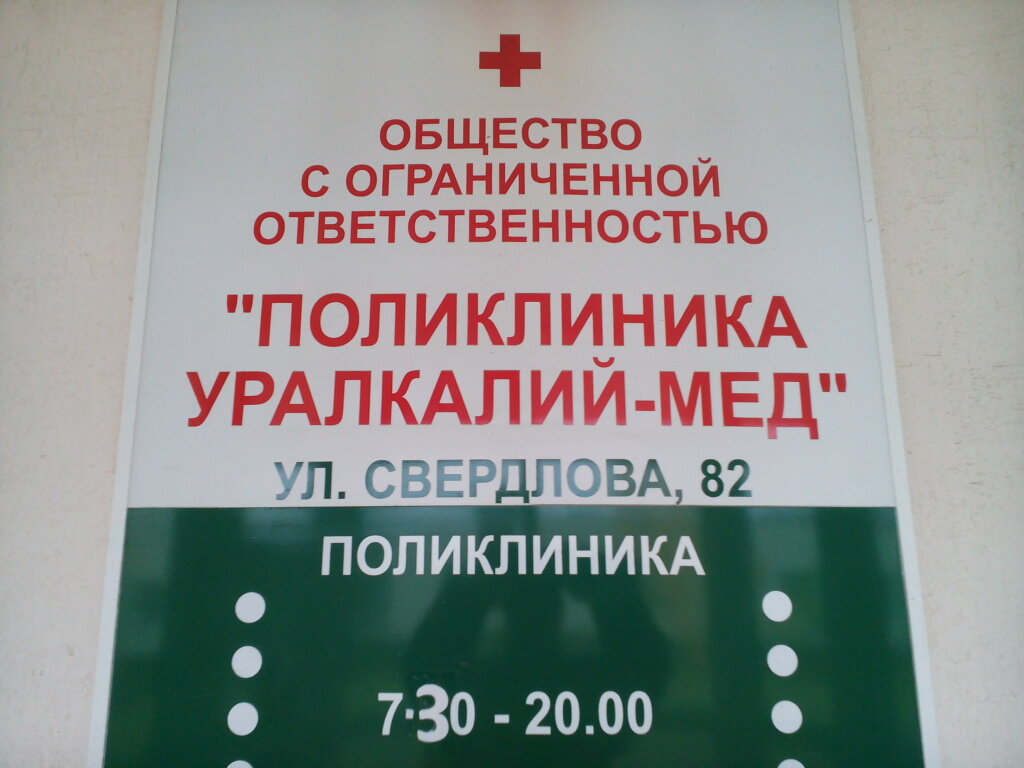 ОБЩЕСТВО
С ОГРАНИЧЕННОЙ
ОТВЕТСТВЕННОСТЬЮ
"ПОЛИКЛИНИКА
УРАЛКАЛИЙ-МЕД"
УЛ. СВЕРДЛОВА, 82
ПОЛИКЛИНИКА
7.30 - 20.00